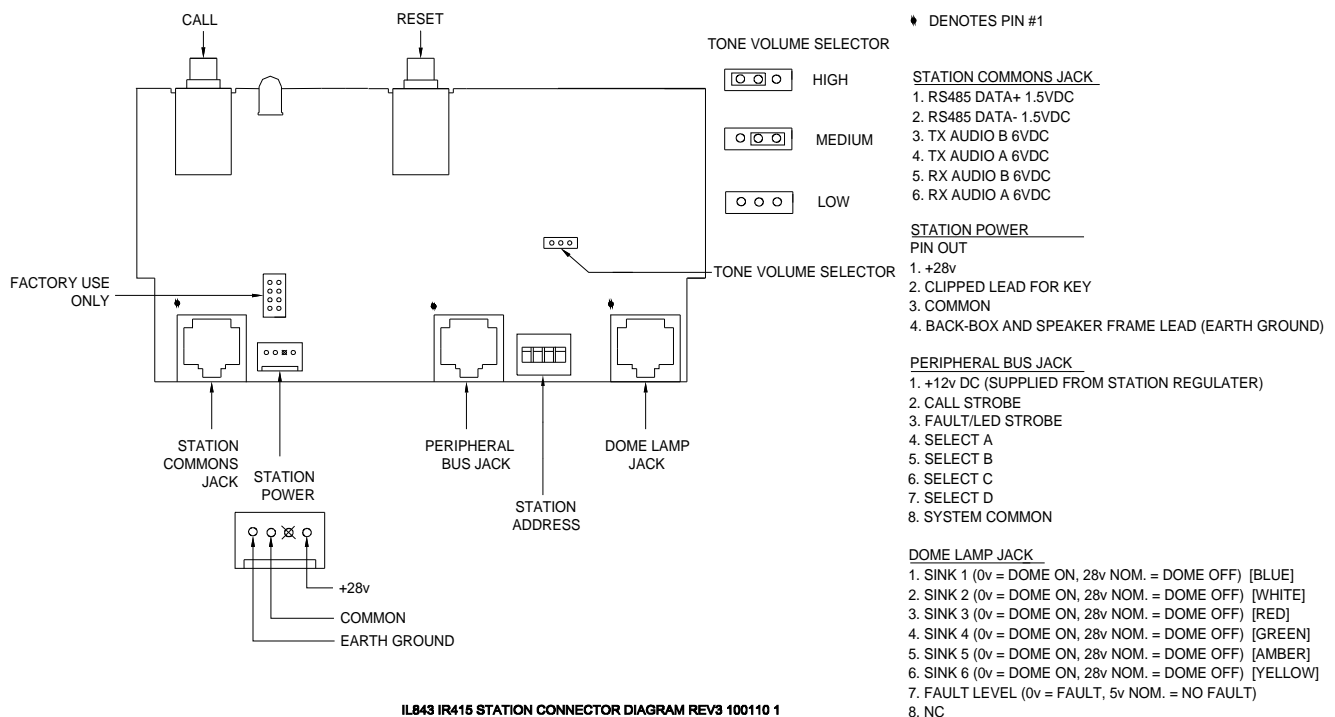 CALL
RESET
TONE VOLUME SELECTOR
HIGH
MEDIUM
LOW
TONE VOLUME SELECTOR
FACTORY USE
ONLY
STATION
COMMONS
JACK
STATION
POWER
PERIPHERAL
BUS JACK
STATION
ADDRESS
DOME LAMP
JACK
+28v
COMMON
EARTH GROUND
DENOTES PIN #1
STATION COMMONS JACK
1. RS485 DATA+ 1.5VDC
2. RS485 DATA- 1.5VDC
3. TX AUDIO B 6VDC
4. TX AUDIO A 6VDC
5. RX AUDIO B 6VDC
6. RX AUDIO A 6VDC
STATION POWER
PIN OUT
1. +28v
2. CLIPPED LEAD FOR KEY
3. COMMON
4. BACK-BOX AND SPEAKER FRAME LEAD (EARTH GROUND)
PERIPHERAL BUS JACK
1. +12v DC (SUPPLIED FROM STATION REGULATER)
2. CALL STROBE
3. FAULT/LED STROBE
4. SELECT A
5. SELECT B
6. SELECT C
7. SELECT D
8. SYSTEM COMMON
DOME LAMP JACK
1. SINK 1 (0v = DOME ON, 28v NOM. = DOME OFF) [BLUE]
2. SINK 2 (0v = DOME ON, 28v NOM. = DOME OFF) [WHITE]
3. SINK 3 (0v = DOME ON, 28v NOM. = DOME OFF) [RED]
4. SINK 4 (0v = DOME ON, 28v NOM. = DOME OFF) [GREEN]
5. SINK 5 (0v = DOME ON, 28v NOM. = DOME OFF) [AMBER]
6. SINK 6 (0v = DOME ON, 28v NOM. = DOME OFF) [YELLOW]
7. FAULT LEVEL (0v = FAULT, 5v NOM. = NO FAULT)
8. NC
IL843 IR415 STATION CONNECTOR DIAGRAM REV3 100110 1